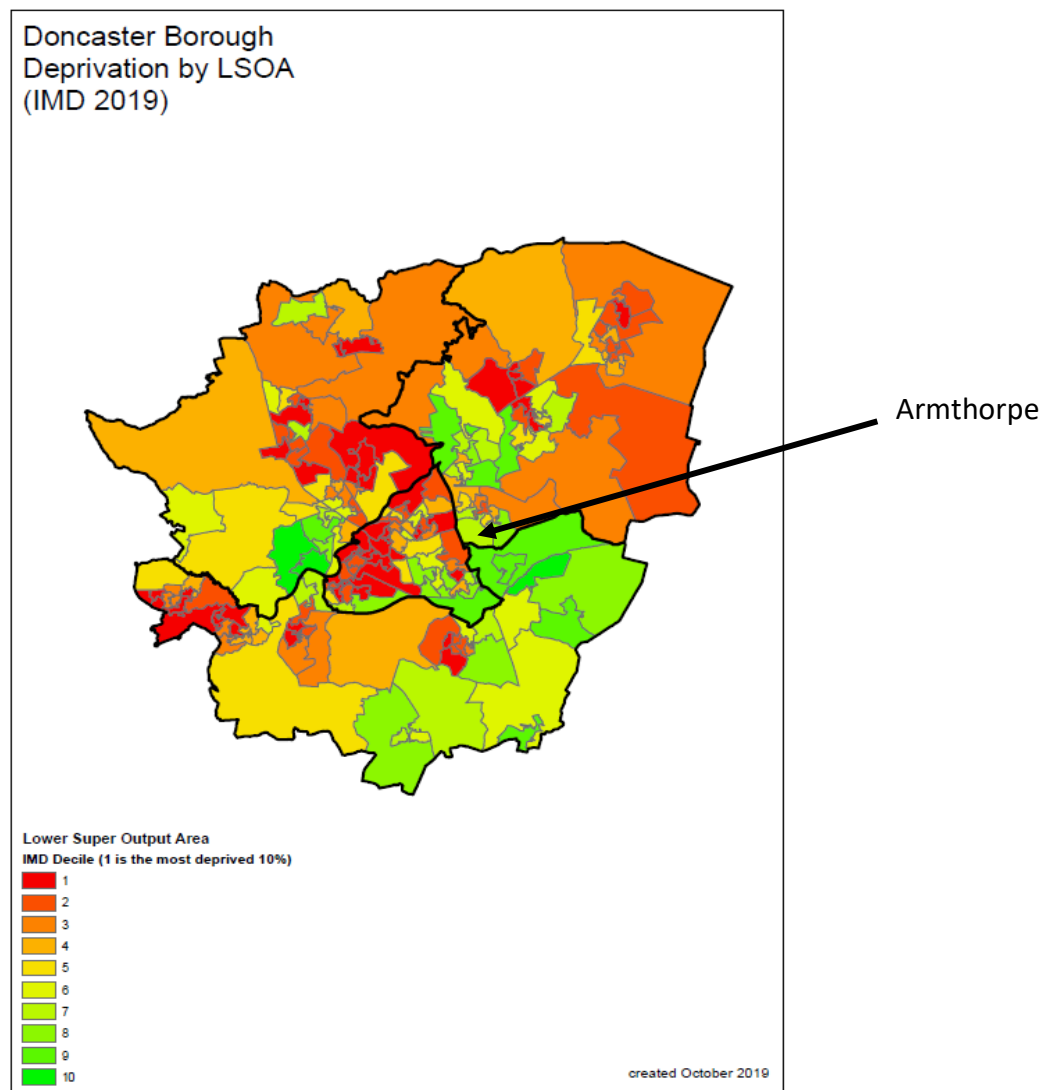 Doncaster Borough
Deprivation by LSOA
(IMD 2019)
Armthorpe
Lower Super Output Area
IMD Decile (1 is the most deprived 10%)
1
2
3
4
5
6
7
8
9
10
created October 2019